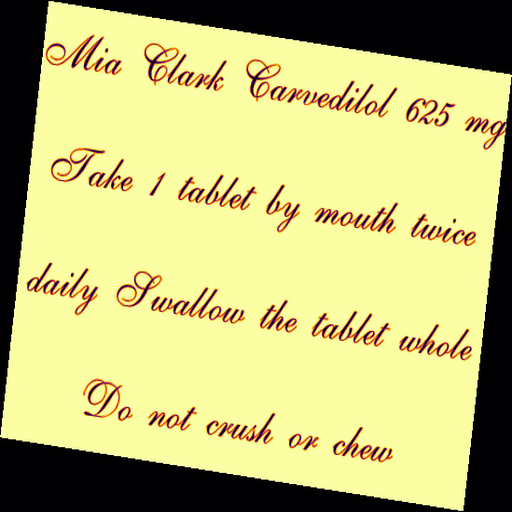 Mia Clark Carvedilol 625 mg
Take 1 tablet by mouth twice
daily Swallow the tablet whole
Do not crush or chew